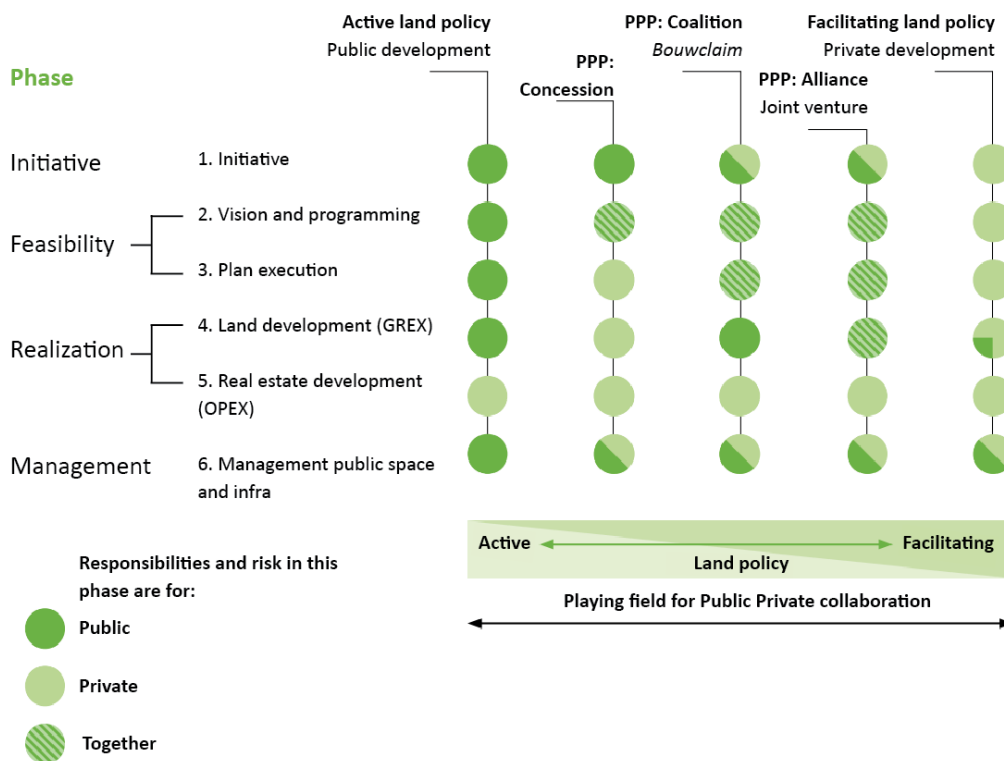 Active land policy
Public development
PPP: Coalition
Bouwclaim
Facilitating land policy
Private development
PPP:
Concession
PPP: Alliance
Joint venture
Phase
Initiative
1. Initiative
Feasibility
2. Vision and programming
3. Plan execution
Realization
4. Land development (GREX)
5. Real estate development
(OPEX)
Management
6. Management public space
and infra
Active
Facilitating
Land policy
Playing field for Public Private collaboration
Responsibilities and risk in this
phase are for:
Public
Private
Together